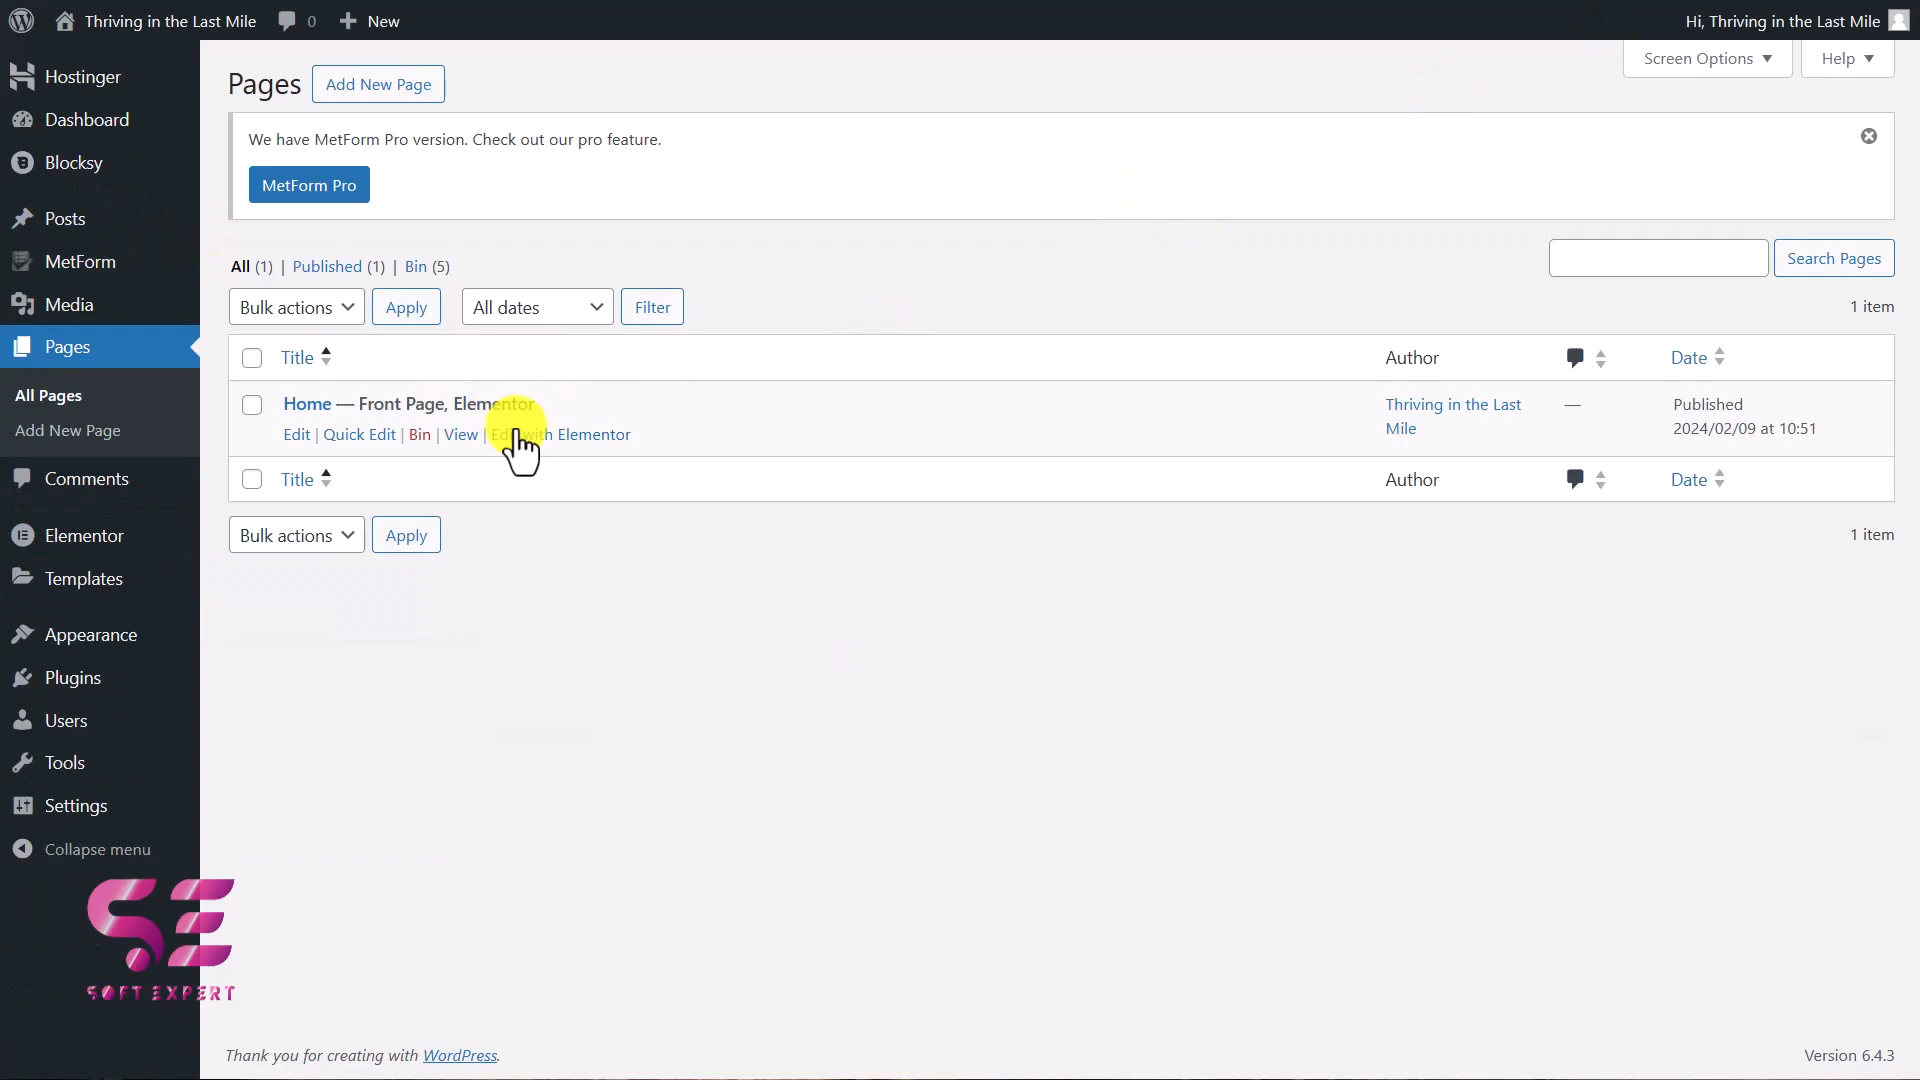 Thriving in the Last Mile 0 New Hi, Thriving in the Last Mile
Screen Options Help
Hostinger
Dashboard
Blocksy
Posts
MetForm
Media
Pages
All Pages
Add New Page
Comments
Elementor
Templates
Appearance
Plugins
Users
Tools
Settings
Collapse menu
SOFT EXPERT
Pages Add New Page
We have MetForm Pro version. Check out our pro feature.
MetForm Pro
All (1) | Published (1) | Bin (5)
Search Pages
Bulk actions Apply All dates Filter 1 item
Title Author Date
Home — Front Page, Elementor Thriving in the Last Mile — Published
2024/02/09 at 10:51
Edit | Quick Edit | Bin | View | Edit with Elementor
Title Author Date
Bulk actions Apply 1 item
Thank you for creating with WordPress. Version 6.4.3